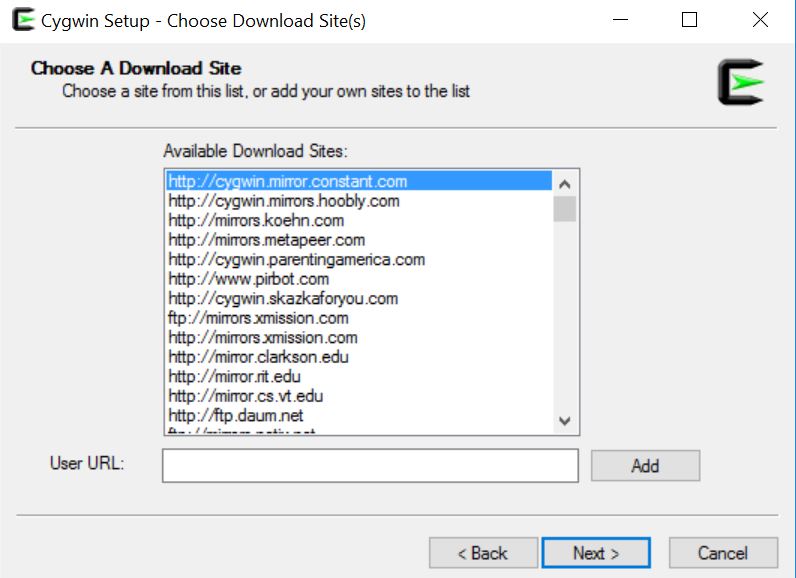 Cygwin Setup - Choose Download Site(s)
Choose A Download Site
Choose a site from this list, or add your own sites to the list
Available Download Sites:
http://cygwin.mirror.constant.com
http://cygwin.mirrors.hoobly.com
http://mirrors.koehn.com
http://mirrors.metapeer.com
http://cygwin.parentingamerica.com
http://www.pirbot.com
http://cygwin.skazkaforyou.com
ftp://mirrors.xmission.com
http://mirrors.xmission.com
http://mirror.clarkson.edu
http://mirror.rit.edu
http://mirror.cs.vt.edu
http://ftp.daum.net
User URL:
Add
< Back
Next >
Cancel